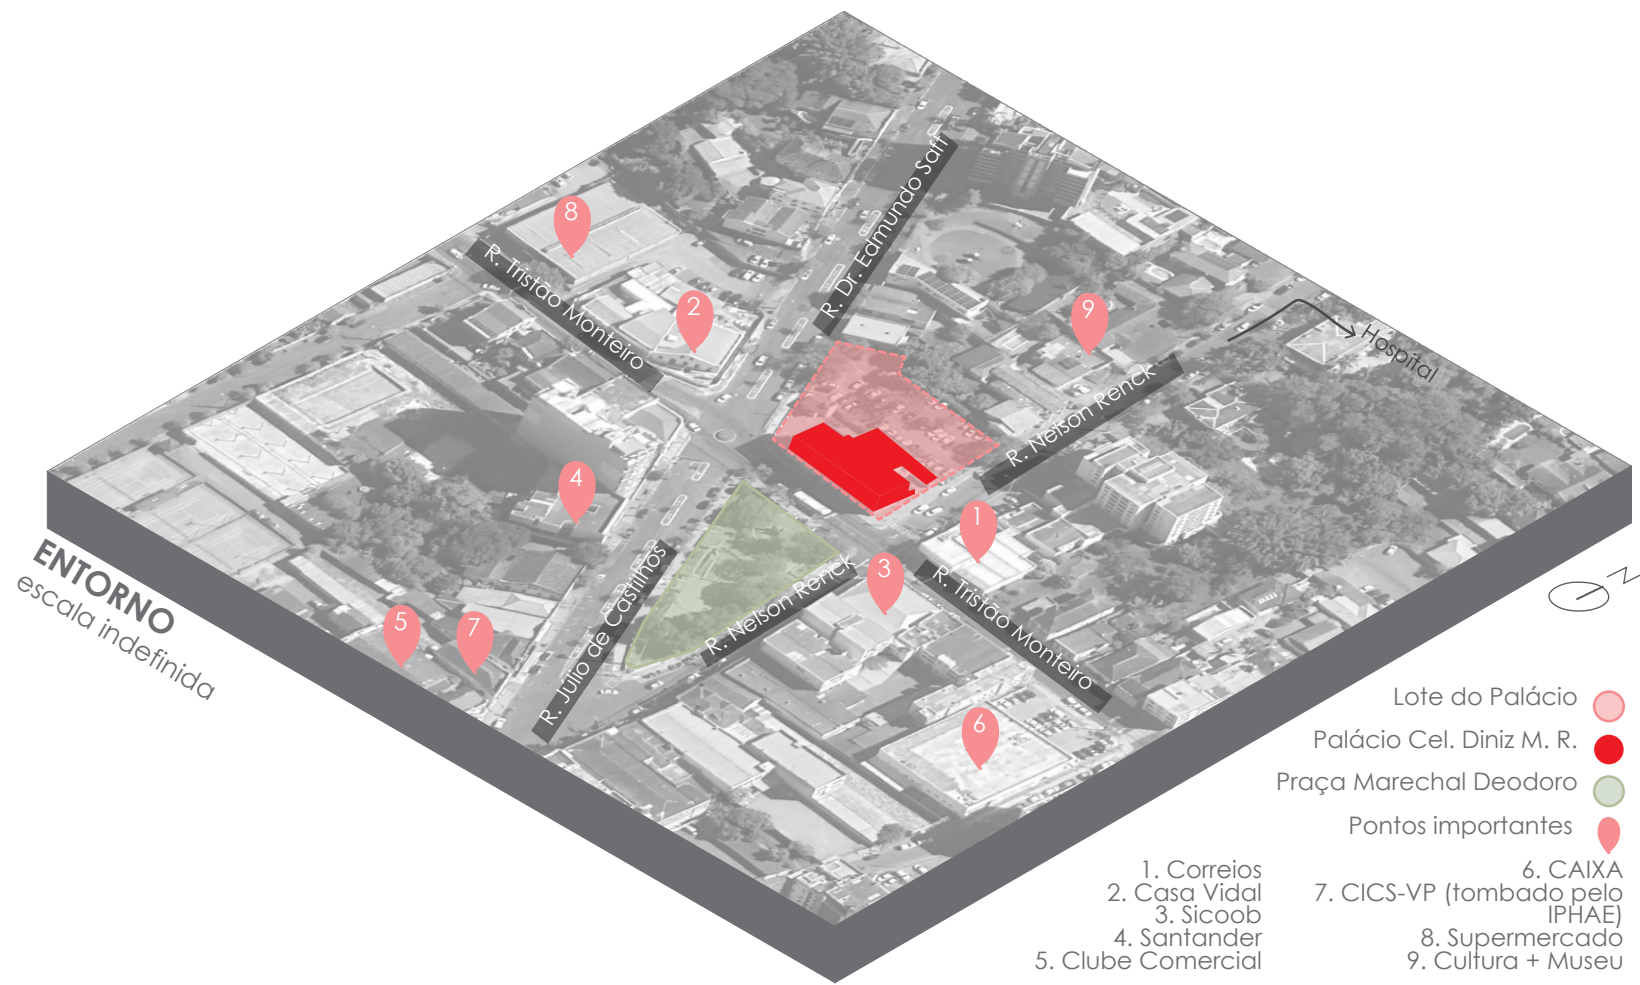 8
R. Tristão Monteiro
2
R. Dr. Edmundo Saft
9
Hospital
R. Nelson Renck
4
1
3
R. Nelson Renck
R. Tristão Monteiro
R. Júlio de Castilhos
5
7
6
ENTORNO
escala indefinida
N
Lote do Palácio
Palácio Cel. Diniz M. R.
Praça Marechal Deodoro
Pontos importantes
1. Correios
2. Casa Vidal
3. Sicoob
4. Santander
5. Clube Comercial
6. CAIXA
7. CICS-VP (tombado pelo
IPHAE)
8. Supermercado
9. Cultura + Museu